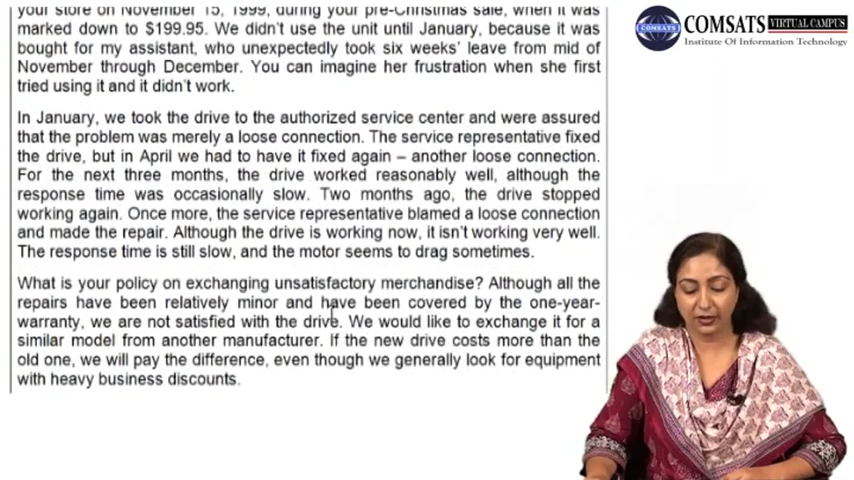 your store on November 15, 1999, during your pre-Christmas sale, when it was
marked down to $199.95. We didn't use the unit until January, because it was
bought for my assistant, who unexpectedly took six weeks' leave from mid of
November through December. You can imagine her frustration when she first
tried using it and it didn't work.
In January, we took the drive to the authorized service center and were assured
that the problem was merely a loose connection. The service representative fixed
the drive, but in April we had to have it fixed again – another loose connection.
For the next three months, the drive worked reasonably well, although the
response time was occasionally slow. Two months ago, the drive stopped
working again. Once more, the service representative blamed a loose connection
and made the repair. Although the drive is working now, it isn't working very well.
The response time is still slow, and the motor seems to drag sometimes.
What is your policy on exchanging unsatisfactory merchandise? Although all the
repairs have been relatively minor and have been covered by the one-year-
warranty, we are not satisfied with the drive. We would like to exchange it for a
similar model from another manufacturer. If the new drive costs more than the
old one, we will pay the difference, even though we generally look for equipment
with heavy business discounts.
COMSATS
COMSATS VIRTUAL CAMPUS
Institute Of Information Technology